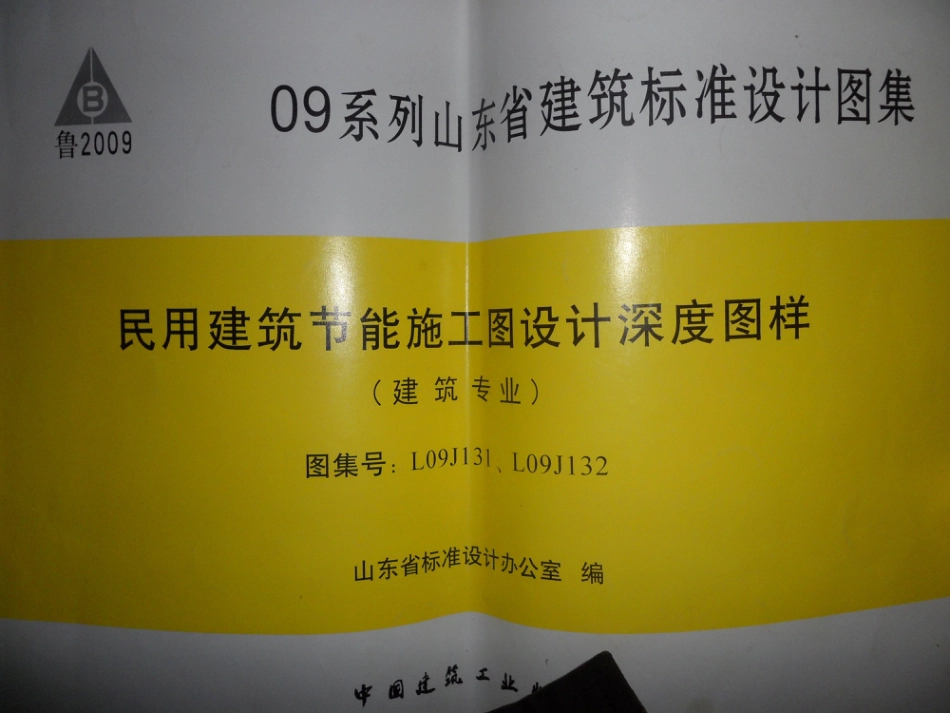 B
鲁2009
09系列山东省建筑标准设计图集
民用建筑节能施工图设计深度图样
（建筑专业）
图集号：L09J131、L09J132
山东省标准设计办公室 编
中国建筑工业